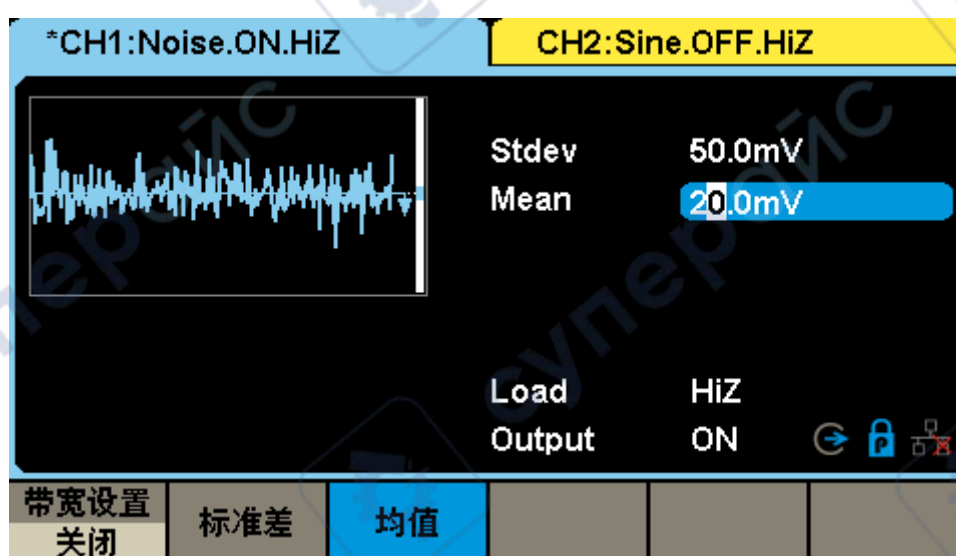 *CH1:Noise.ON.HiZ
CH2:Sine.OFF.HiZ
Stdev 50.0mV
Mean 20.0mV
Load HiZ
Output ON
带宽设置
关闭
标准差
均值
суперойс